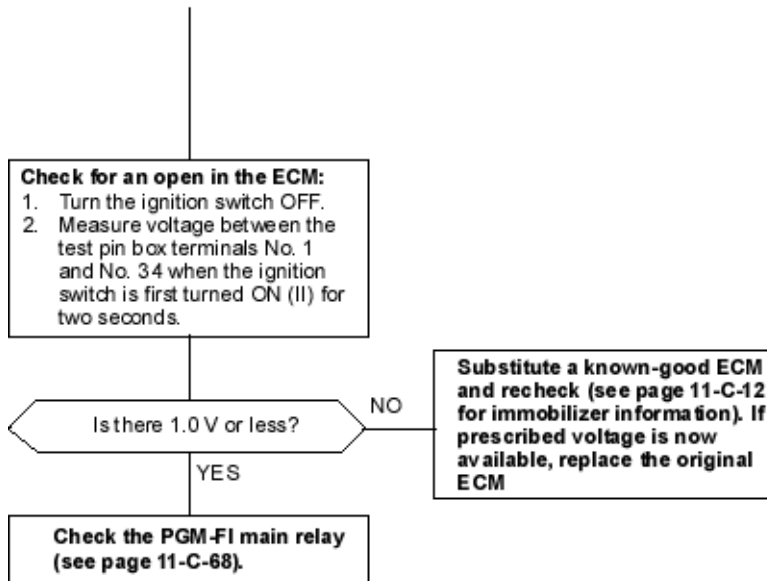 Check for an open in the ECM:
1. Turn the ignition switch OFF.
2. Measure voltage between the
test pin box terminals No. 1
and No. 34 when the ignition
switch is first turned ON (II) for
two seconds.
Is there 1.0 V or less?
NO
Substitute a known-good ECM
and recheck (see page 11-C-12
for immobilizer information). If
prescribed voltage is now
available, replace the original
ECM
YES
Check the PGM-FI main relay
(see page 11-C-68).